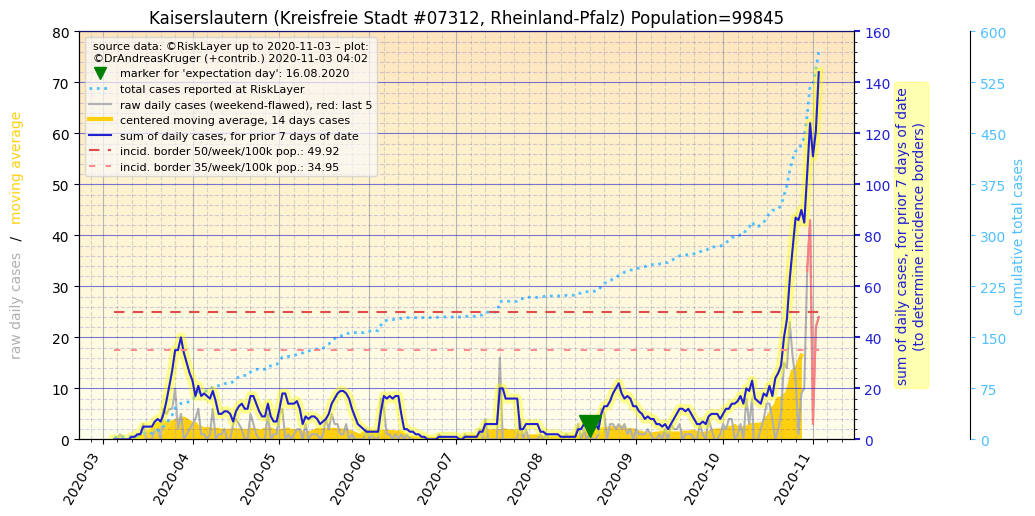 Kaiserslautern (Kreisfreie Stadt #07312, Rheinland-Pfalz) Population=99845
source data: ©RiskLayer up to 2020-11-03 – plot:
©DrAndreasKruger (+contrib.) 2020-11-03 04:02
marker for 'expectation day': 16.08.2020
total cases reported at RiskLayer
raw daily cases (weekend-flawed), red: last 5
centered moving average, 14 days cases
sum of daily cases, for prior 7 days of date
incid. border 50/week/100k pop.: 49.92
incid. border 35/week/100k pop.: 34.95
raw daily cases / moving average
80
70
60
50
40
30
20
10
0
2020-03
2020-04
2020-05
2020-06
2020-07
2020-08
2020-09
2020-10
2020-11
160
140
120
100
80
60
40
20
0
sum of daily cases, for prior 7 days of date
(to determine incidence borders)
600
525
450
375
300
225
150
75
0
cumulative total cases